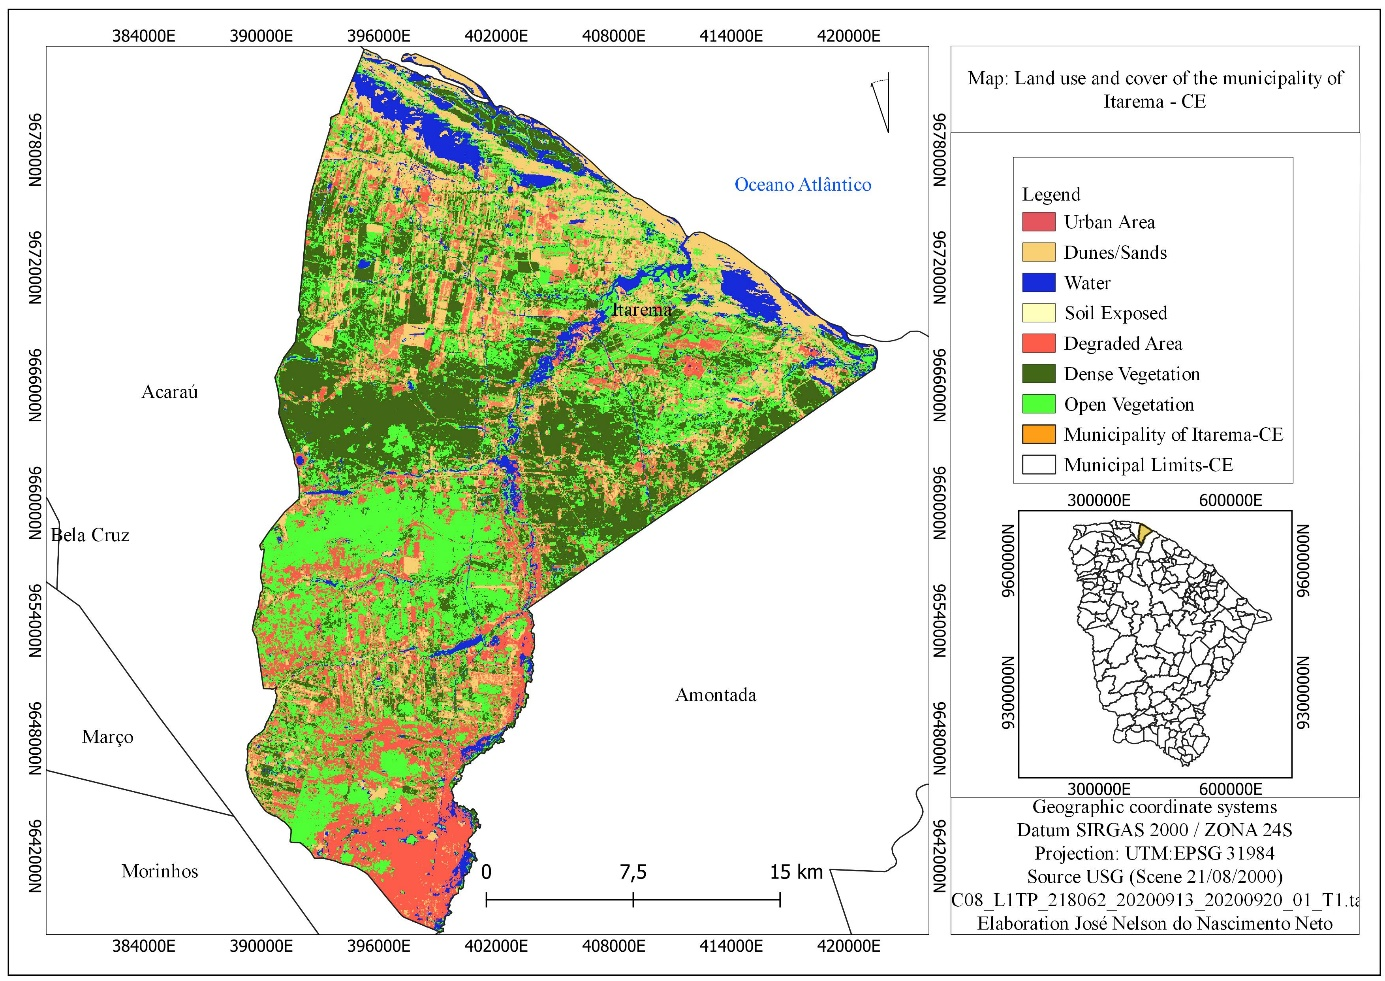 384000E 390000E 396000E 402000E 408000E 414000E 420000E
9678000N
9672000N
9666000N
9660000N
9654000N
9648000N
9642000N
Oceano Atlântico
Itarema
Acaraú
Bela Cruz
Amontada
Março
Morinhos
0 7,5 15 km
9678000N
9672000N
9666000N
9660000N
9654000N
9648000N
9642000N
384000E 390000E 396000E 402000E 408000E 414000E 420000E
Map: Land use and cover of the municipality of
Itarema - CE
Legend
Urban Area
Dunes/Sands
Water
Soil Exposed
Degraded Area
Dense Vegetation
Open Vegetation
Municipality of Itarema-CE
Municipal Limits-CE
300000E 600000E
9600000N 9600000N
9300000N 9300000N
300000E 600000E
Geographic coordinate systems
Datum SIRGAS 2000 / ZONA 24S
Projection: UTM:EPSG 31984
Source USG (Scene 21/08/2000)
C08_L1TP_218062_20200913_20200920_01_T1.ta
Elaboration José Nelson do Nascimento Neto